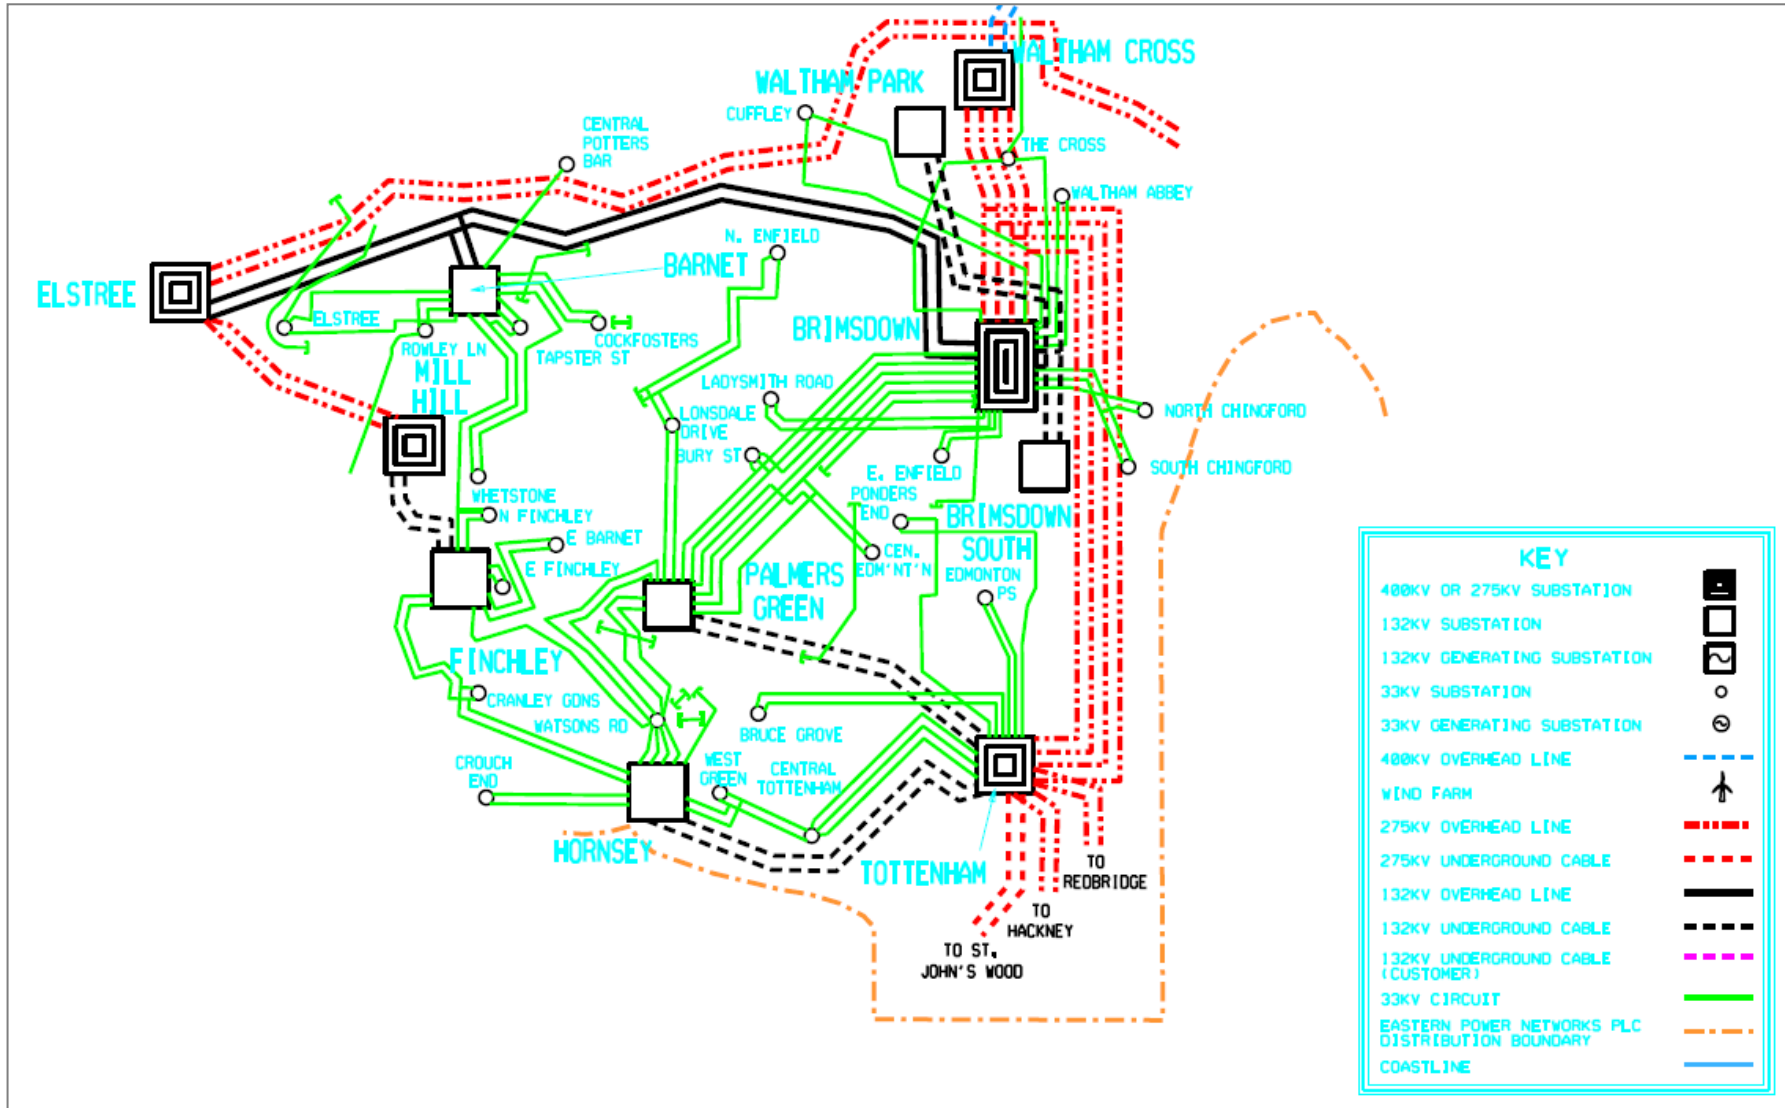 WALTHAM CROSS
WALTHAM PARK
CUFFLEY
CENTRAL
POTTERS
BAR
THE CROSS
WALTHAM ABBEY
N. ENFIELD
BARNET
ELSTREE
ELSTREE
BRIMSDOWN
COCKFOSTERS
ROWLEY LN
TAPSTER ST
MILL
HILL
LADYSMITH ROAD
LONSDALE
DRIVE
NORTH CHINGFORD
BURY ST
E. ENFIELD
SOUTH CHINGFORD
PONDERS
END
WHETSTONE
N FINCHLEY
BRIMSDOWN
SOUTH
E BARNET
CEN.
EDM'NT'N
E FINCHLEY
PALMERS
GREEN
EDMONTON
PS
FINCHLEY
CRANLEY GDNS
WATSONS RD
BRUCE GROVE
CROUCH
END
WEST
GREEN
CENTRAL
TOTTENHAM
HORNSEY
TOTTENHAM
TO
REDBRIDGE
TO
HACKNEY
TO ST.
JOHN'S WOOD
KEY
400KV OR 275KV SUBSTATION
132KV SUBSTATION
132KV GENERATING SUBSTATION
33KV SUBSTATION
33KV GENERATING SUBSTATION
400KV OVERHEAD LINE
WIND FARM
275KV OVERHEAD LINE
275KV UNDERGROUND CABLE
132KV OVERHEAD LINE
132KV UNDERGROUND CABLE
132KV UNDERGROUND CABLE
(CUSTOMER)
33KV CIRCUIT
EASTERN POWER NETWORKS PLC
DISTRIBUTION BOUNDARY
COASTLINE